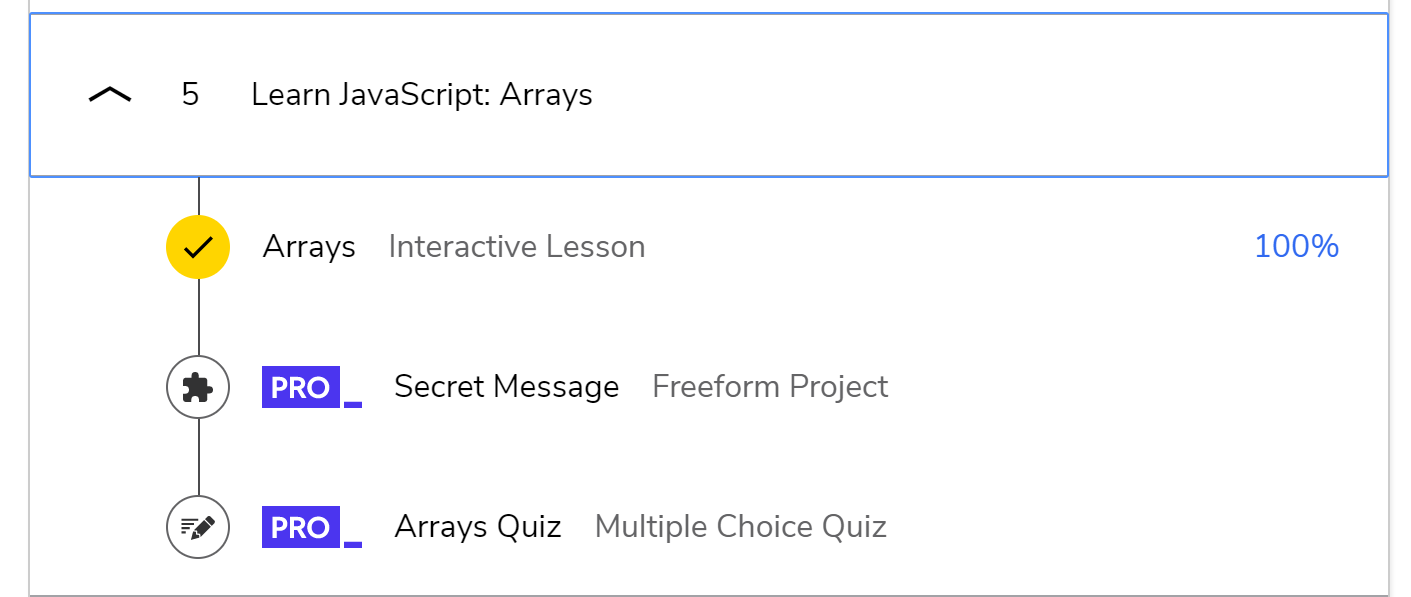 5 Learn JavaScript: Arrays
Arrays Interactive Lesson 100%
PRO Secret Message Freeform Project
PRO Arrays Quiz Multiple Choice Quiz